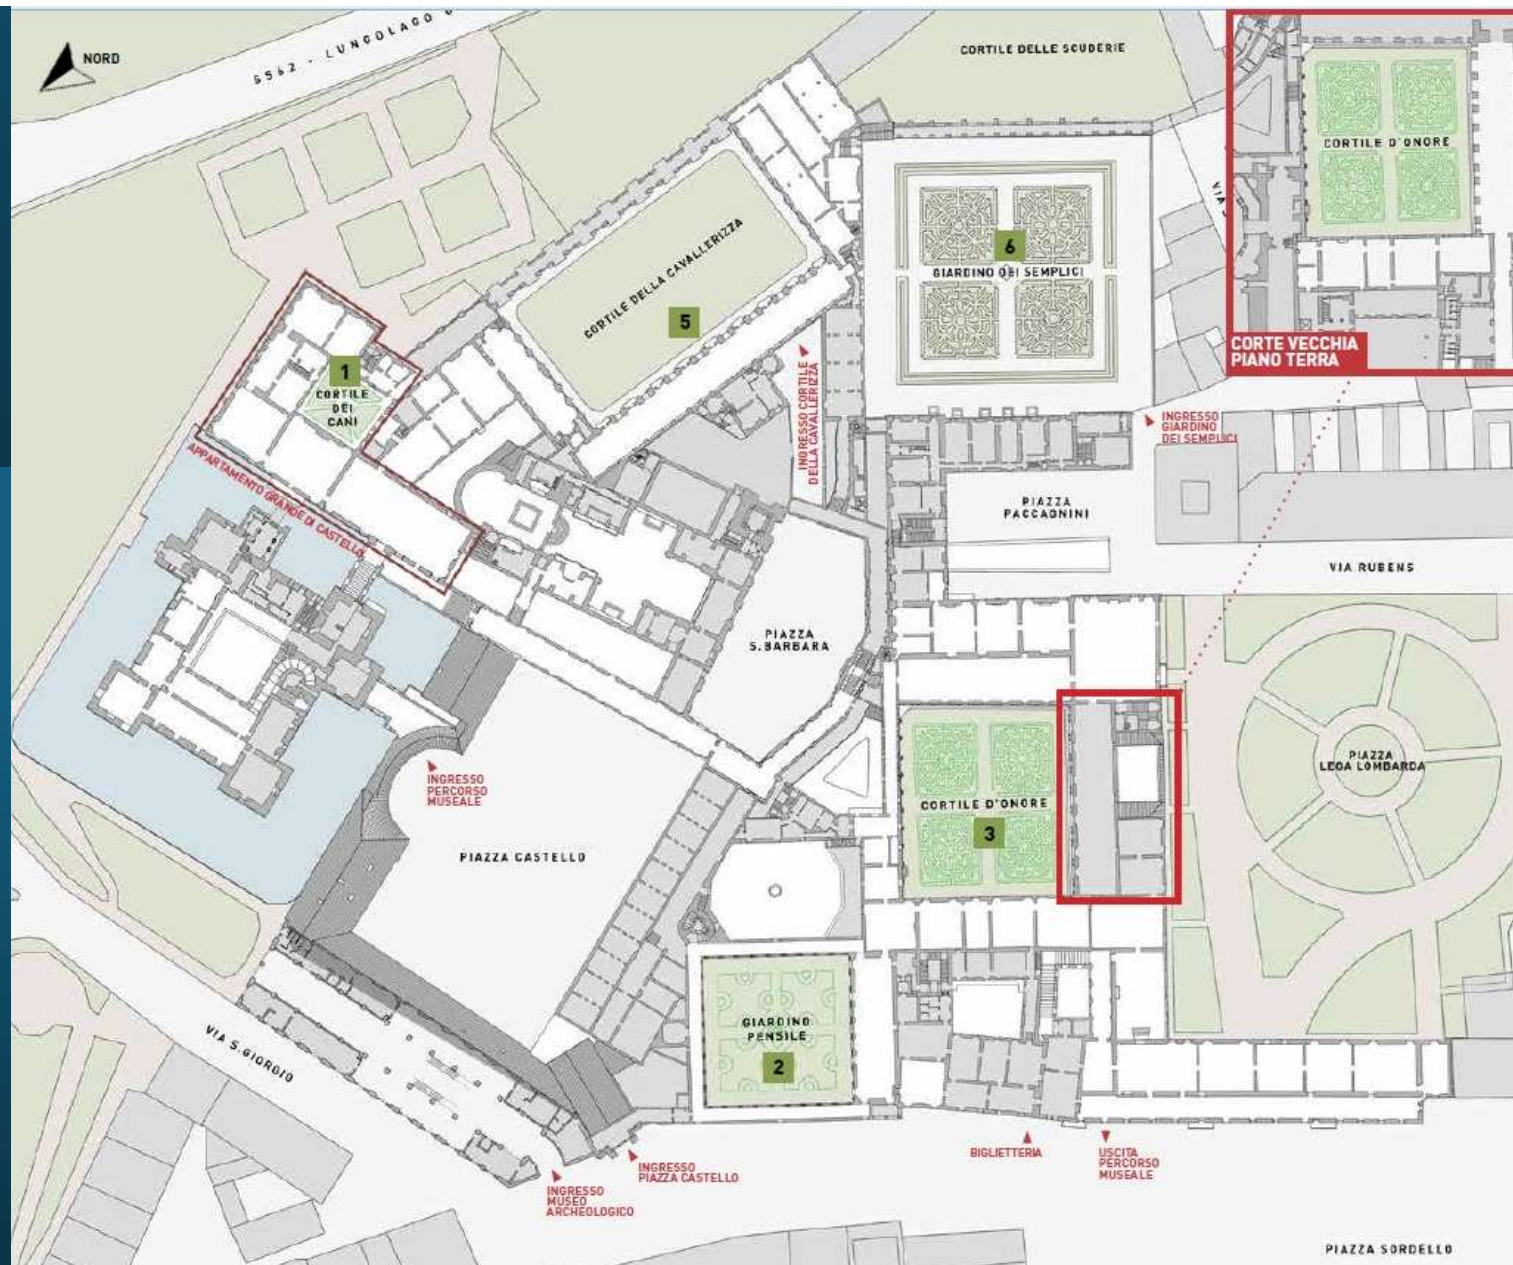 NORD
S562 - LUNGOLAGO
CORTILE DELLE SCUDERIE
CORTILE D'ONORE
CORTE VECCHIA
PIANO TERRA
VIA
CORTILE DELLA CAVALLERIZZA
5
6
GIARDINO DEI SEMPLICI
1
CORTILE
DEI
CANI
APPARTAMENTO GRANDE DI CASTELLO
INGRESSO CORTILE
DELLA CAVALLERIZZA
INGRESSO
GIARDINO
DEI SEMPLICI
PIAZZA
PACCAGNINI
VIA RUBENS
PIAZZA
S.BARBARA
PIAZZA
LEGA LOMBARDA
INGRESSO
PERCORSO
MUSEALE
CORTILE D'ONORE
3
PIAZZA CASTELLO
GIARDINO
PENSILE
2
VIA S.GIORGIO
BIGLIETTERIA
USCITA
PERCORSO
MUSEALE
INGRESSO
PIAZZA CASTELLO
INGRESSO
MUSEO
ARCHEOLOGICO
PIAZZA SORDELLO